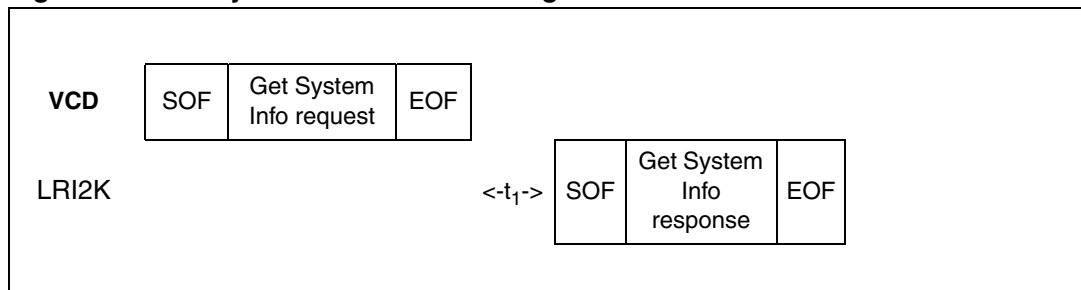 VCD
SOF
Get System
Info request
EOF
LRI2K
<-t1->
SOF
Get System
Info
response
EOF